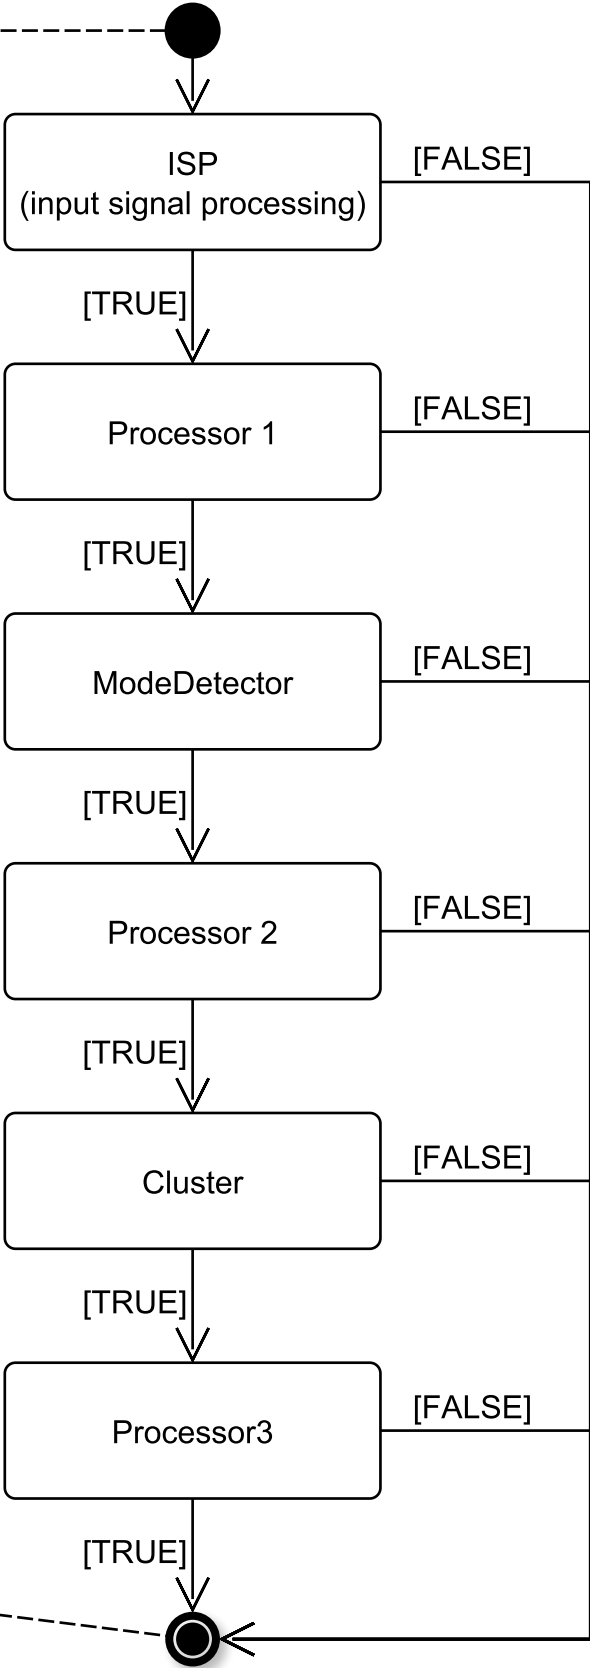 ISP
(input signal processing)
[FALSE]
[TRUE]
Processor 1
[FALSE]
[TRUE]
ModeDetector
[FALSE]
[TRUE]
Processor 2
[FALSE]
[TRUE]
Cluster
[FALSE]
[TRUE]
Processor3
[FALSE]
[TRUE]